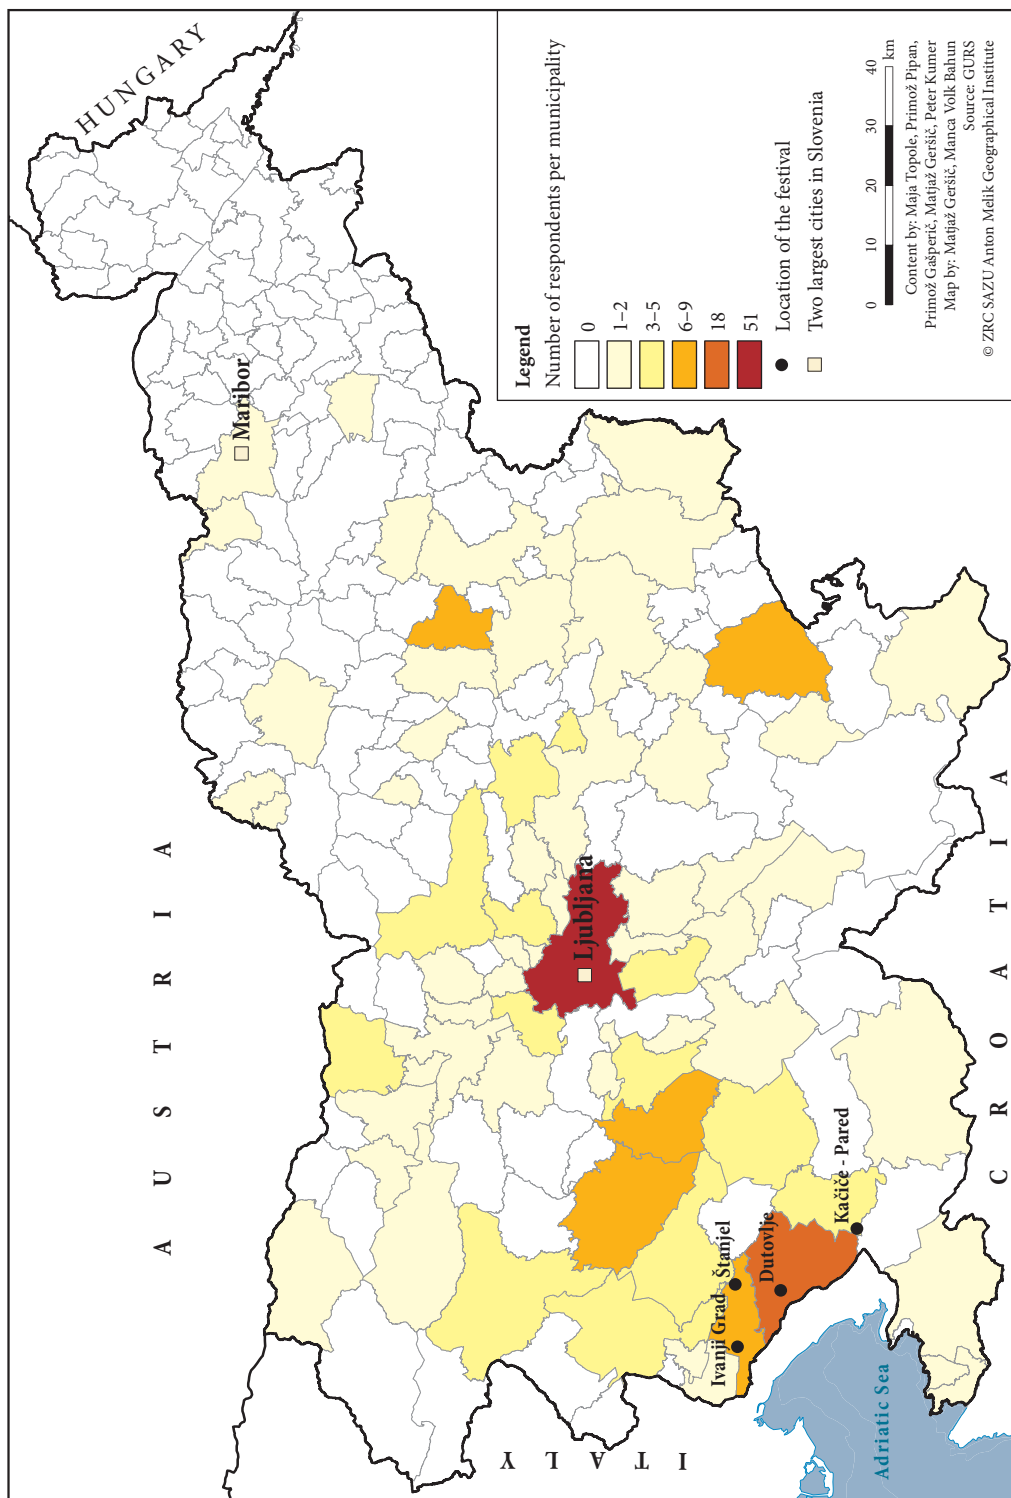 HUNGARY
AUSTRIA
ITALY
CROATIA
Adriatic Sea
Maribor
Ljubljana
Ivanji Grad
Štanjel
Dutovlje
Kačiče - Pared
Legend
Number of respondents per municipality
0
1–2
3–5
6–9
18
51
Location of the festival
Two largest cities in Slovenia
0 10 20 30 40
km
Content by: Maja Topole, Primož Pipan,
Primož Gašperič, Matjaž Geršič, Peter Kumer
Map by: Matjaž Geršič, Manca Volk Bahun
Source: GURS
© ZRC SAZU Anton Melik Geographical Institute